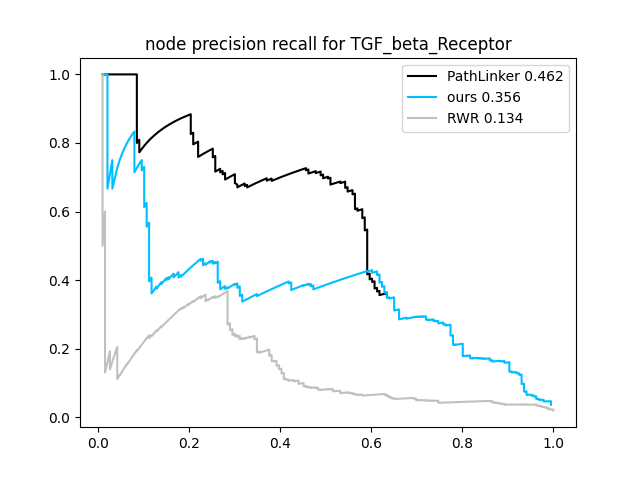 node precision recall for TGF_beta_Receptor
PathLinker 0.462
ours 0.356
RWR 0.134
1.0
0.8
0.6
0.4
0.2
0.0
0.0 0.2 0.4 0.6 0.8 1.0